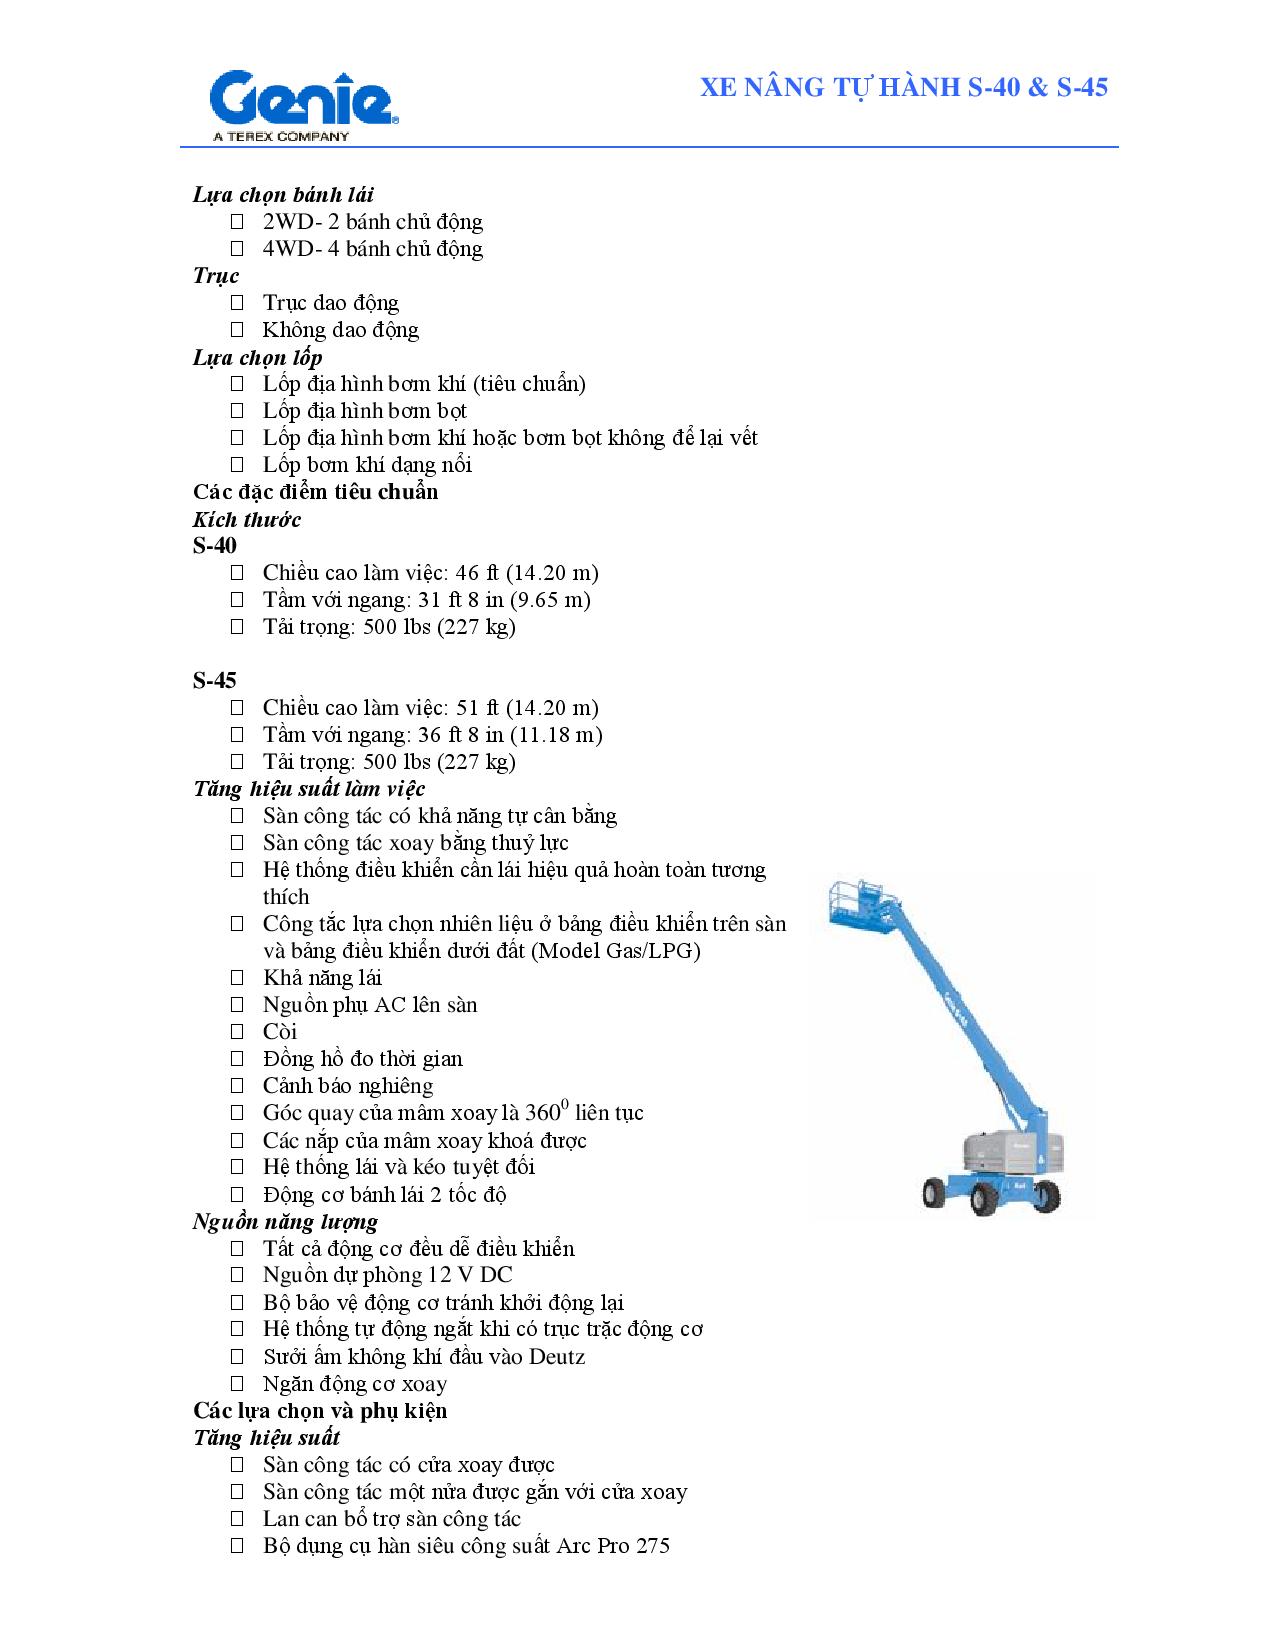 Genie®
A TEREX COMPANY
XE NÂNG TỰ HÀNH S-40 & S-45
Lựa chọn bánh lái
□ 2WD- 2 bánh chủ động
□ 4WD- 4 bánh chủ động
Trục
□ Trục dao động
□ Không dao động
Lựa chọn lốp
□ Lốp địa hình bơm khí (tiêu chuẩn)
□ Lốp địa hình bơm bọt
□ Lốp địa hình bơm khí hoặc bơm bọt không để lại vết
□ Lốp bơm khí dạng nổi
Các đặc điểm tiêu chuẩn
Kích thước
S-40
□ Chiều cao làm việc: 46 ft (14.20 m)
□ Tầm với ngang: 31 ft 8 in (9.65 m)
□ Tải trọng: 500 lbs (227 kg)
S-45
□ Chiều cao làm việc: 51 ft (14.20 m)
□ Tầm với ngang: 36 ft 8 in (11.18 m)
□ Tải trọng: 500 lbs (227 kg)
Tăng hiệu suất làm việc
□ Sàn công tác có khả năng tự cân bằng
□ Sàn công tác xoay bằng thuỷ lực
□ Hệ thống điều khiển cần lái hiệu quả hoàn toàn tương
thích
□ Công tắc lựa chọn nhiên liệu ở bảng điều khiển trên sàn
và bảng điều khiển dưới đất (Model Gas/LPG)
□ Khả năng lái
□ Nguồn phụ AC lên sàn
□ Còi
□ Đồng hồ đo thời gian
□ Cảnh báo nghiêng
□ Góc quay của mâm xoay là 360⁰ liên tục
□ Các nắp của mâm xoay khoá được
□ Hệ thống lái và kéo tuyệt đối
□ Động cơ bánh lái 2 tốc độ
Genie S-45
Nguồn năng lượng
□ Tất cả động cơ đều dễ điều khiển
□ Nguồn dự phòng 12 V DC
□ Bộ bảo vệ động cơ tránh khởi động lại
□ Hệ thống tự động ngắt khi có trục trặc động cơ
□ Sưởi ấm không khí đầu vào Deutz
□ Ngăn động cơ xoay
Các lựa chọn và phụ kiện
Tăng hiệu suất
□ Sàn công tác có cửa xoay được
□ Sàn công tác một nửa được gắn với cửa xoay
□ Lan can bổ trợ sàn công tác
□ Bộ dụng cụ hàn siêu công suất Arc Pro 275